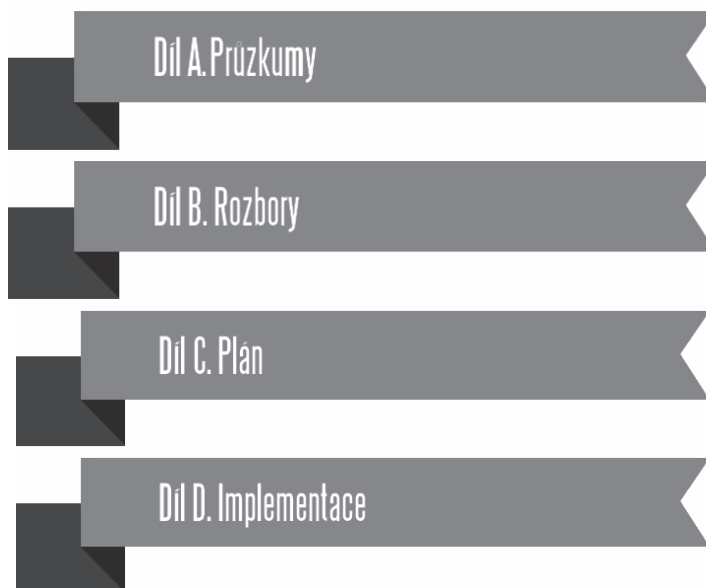 Díl A. Průzkumy
Díl B. Rozbory
Díl C. Plán
Díl D. Implementace